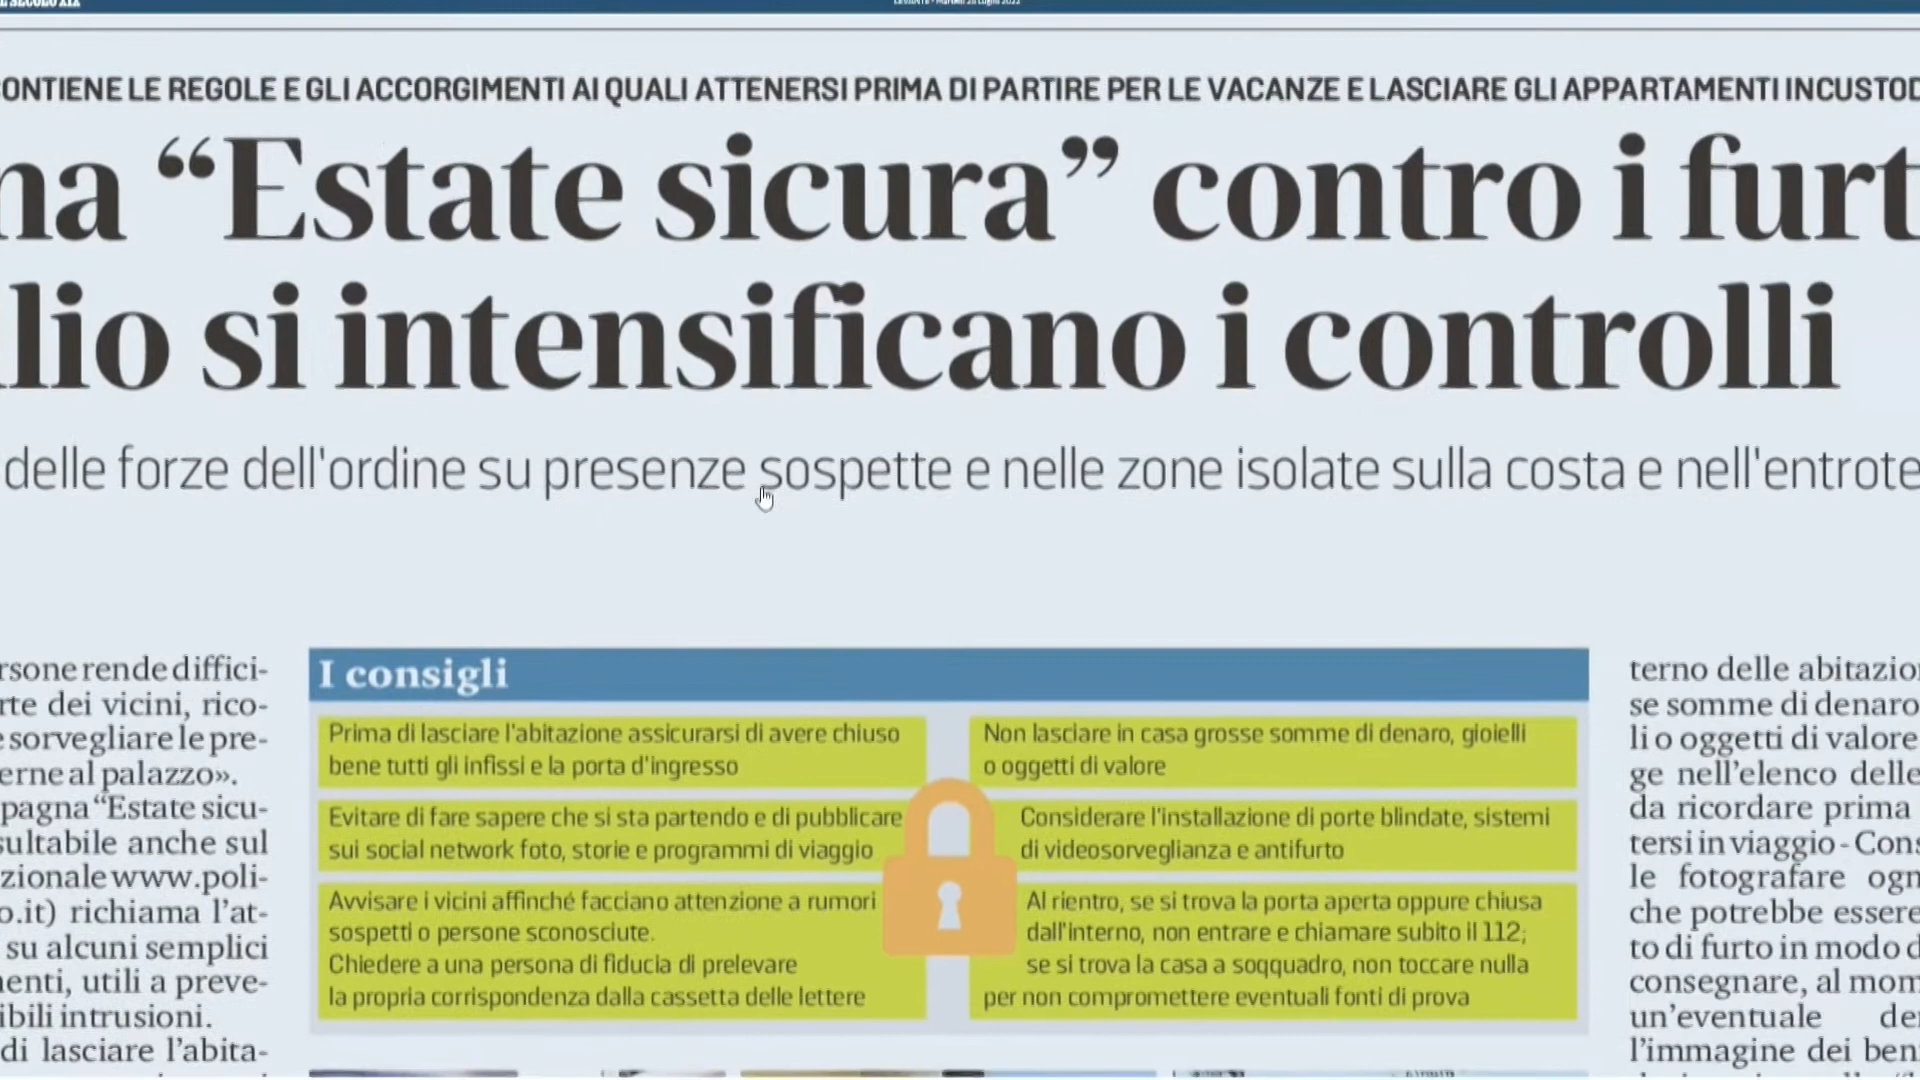 IL SECOLO XIX
ONTIENE LE REGOLE E GLI ACCORGIMENTI AI QUALI ATTENERSI PRIMA DI PARTIRE PER LE VACANZE E LASCIARE GLI APPARTAMENTI INCUSTOD
na “Estate sicura” contro i furt
lio si intensificano i controlli
delle forze dell'ordine su presenze sospette e nelle zone isolate sulla costa e nell'entrote
rsone rende diffici-
rte dei vicini, rico-
e sorvegliare le pre-
erne al palazzo».
pagna “Estate sicu-
sultabile anche sul
zionale www.poli-
o.it) richiama l’at-
su alcuni semplici
nenti, utili a preve-
ibili intrusioni.
di lasciare l’abita-
I consigli
Prima di lasciare l'abitazione assicurarsi di avere chiuso
bene tutti gli infissi e la porta d'ingresso
Evitare di fare sapere che si sta partendo e di pubblicare
sui social network foto, storie e programmi di viaggio
Avvisare i vicini affinché facciano attenzione a rumori
sospetti o persone sconosciute.
Chiedere a una persona di fiducia di prelevare
la propria corrispondenza dalla cassetta delle lettere
Non lasciare in casa grosse somme di denaro, gioielli
o oggetti di valore
Considerare l'installazione di porte blindate, sistemi
di videosorveglianza e antifurto
Al rientro, se si trova la porta aperta oppure chiusa
dall'interno, non entrare e chiamare subito il 112;
se si trova la casa a soqquadro, non toccare nulla
per non compromettere eventuali fonti di prova
terno delle abitazio
se somme di denaro
li o oggetti di valore
ge nell’elenco delle
da ricordare prima
tersi in viaggio - Cons
le fotografare ogn
che potrebbe essere
to di furto in modo d
consegnare, al mom
un’eventuale de
l’immagine dei ben